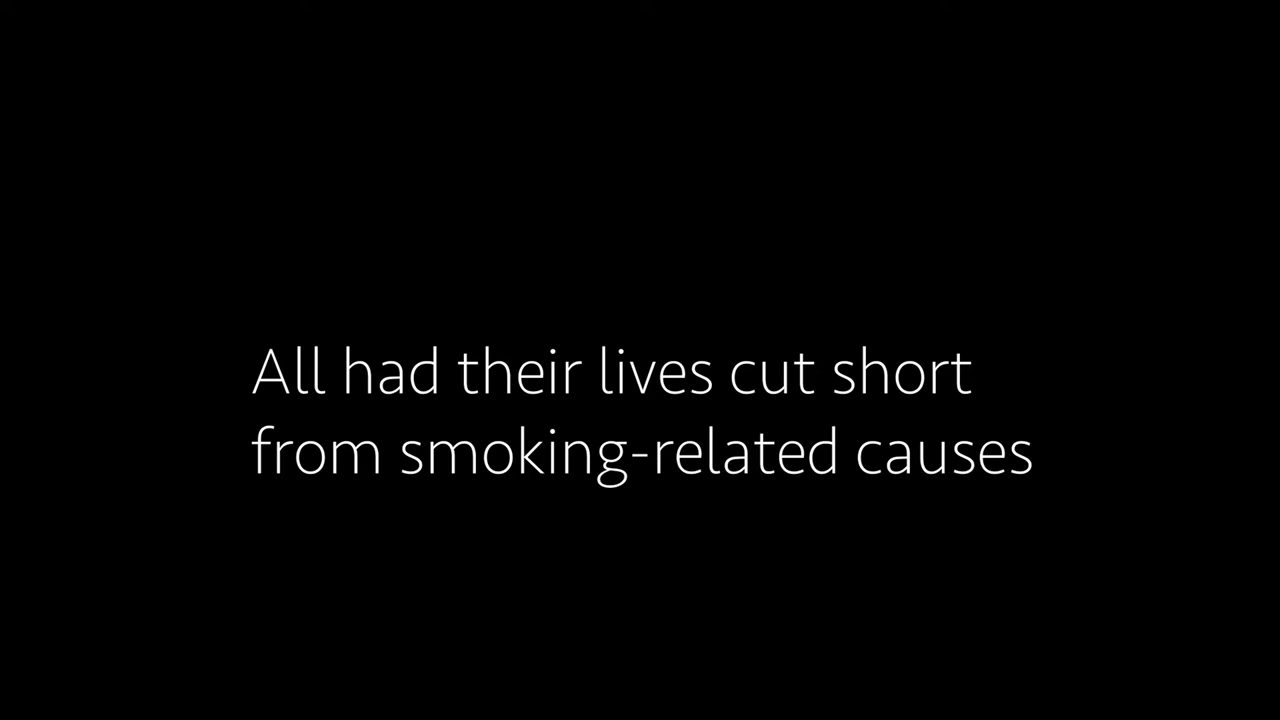 All had their lives cut short
from smoking-related causes